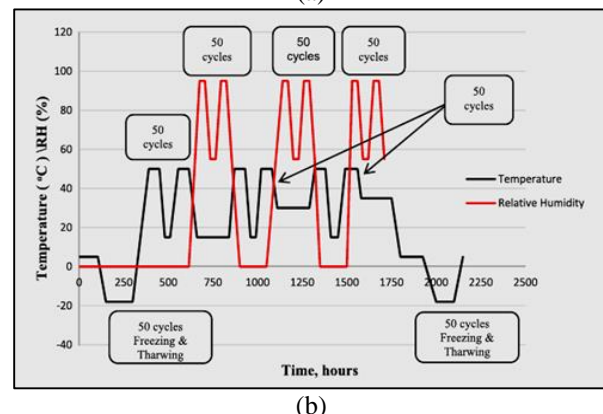 50
cycles
50
cycles
50
cycles
120
100
80
60
40
20
0
-20
-40
Temperature ( °C ) \RH (%)
50
cycles
50
cycles
Temperature
Relative Humidity
0 250 500 750 1000 1250 1500 1750 2000 2250 2500
50 cycles
Freezing &
Tharwing
50 cycles
Freezing &
Tharwing
Time, hours
(b)